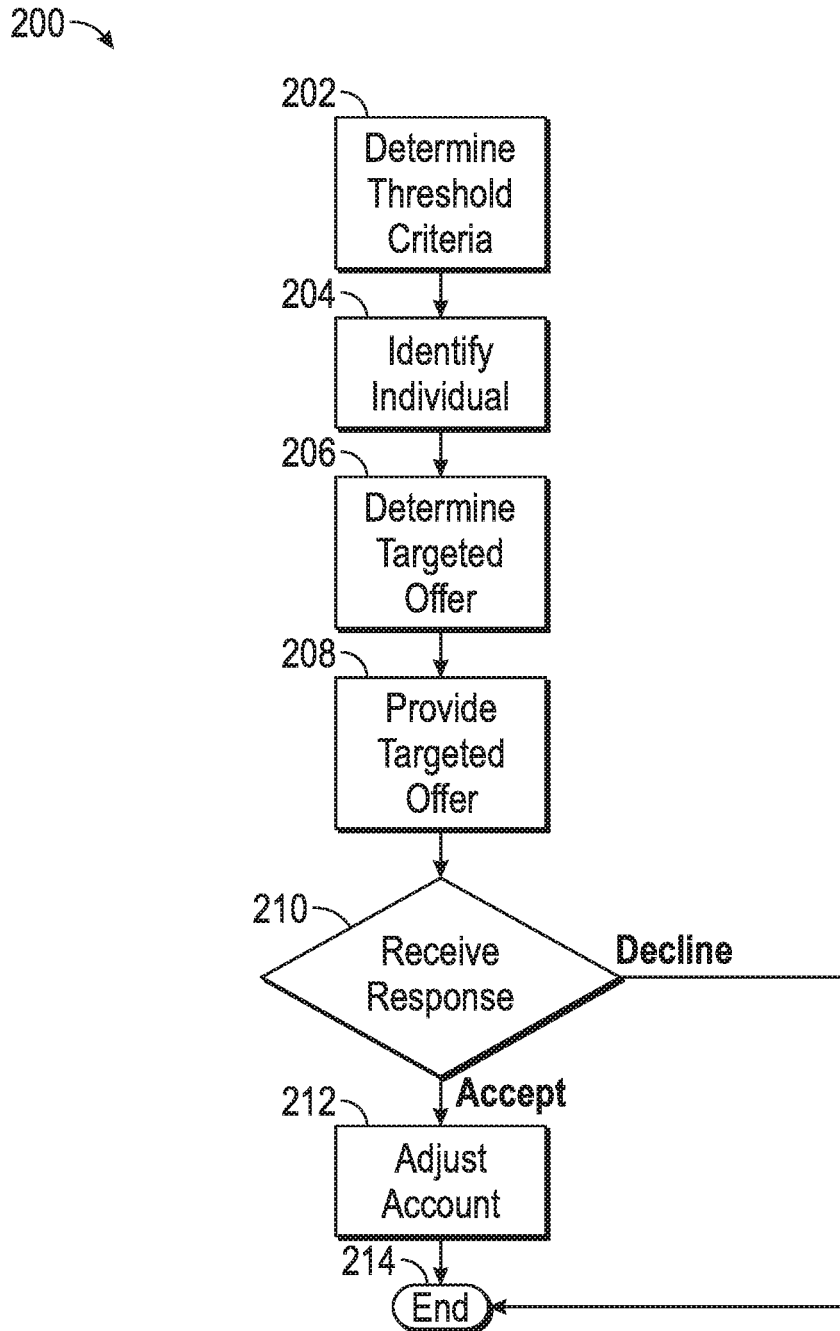 200
202
Determine
Threshold
Criteria
204
Identify
Individual
206
Determine
Targeted
Offer
208
Provide
Targeted
Offer
210
Receive
Response
Decline
Accept
212
Adjust
Account
214
End